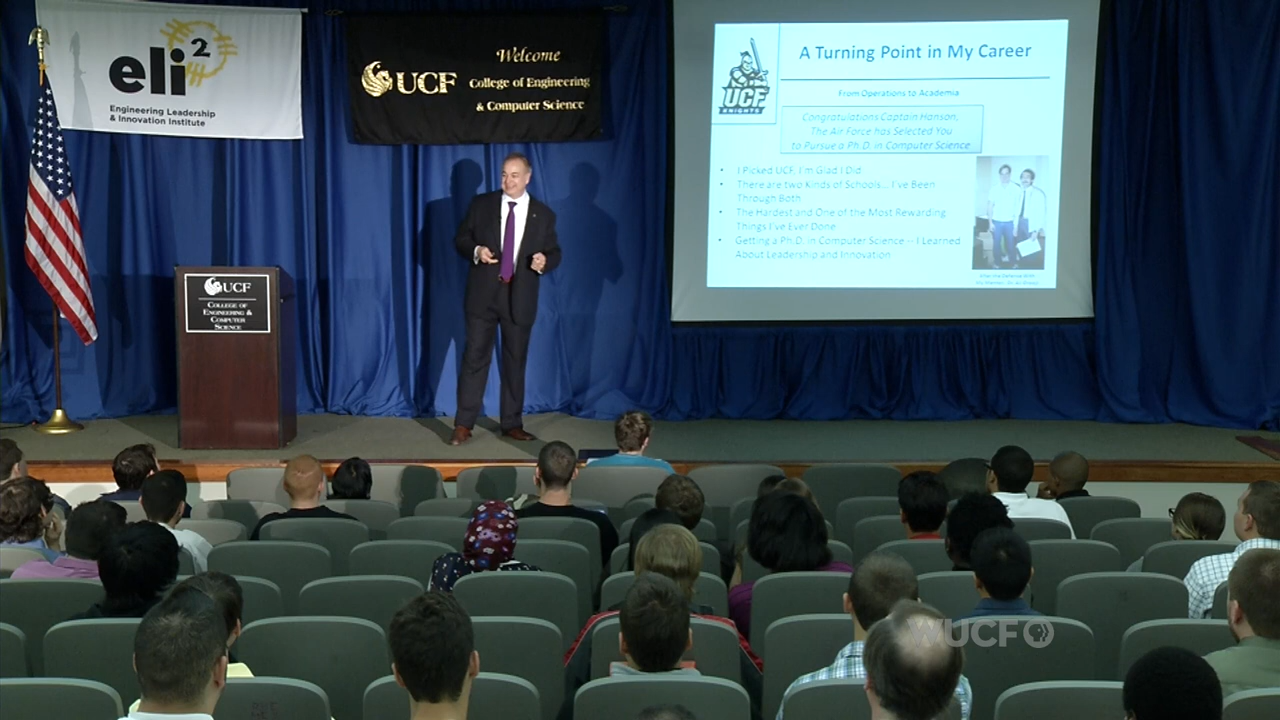 eli2
Engineering Leadership
& Innovation Institute
Welcome
UCF
College of Engineering
& Computer Science
UCF
COLLEGE OF
ENGINEERING &
COMPUTER
SCIENCE
UCF
KNIGHTS
A Turning Point in My Career
From Operations to Academia
Congratulations Captain Hanson,
The Air Force has Selected You
to Pursue a Ph.D. in Computer Science
• I Picked UCF, I'm Glad I Did
• There are two Kinds of Schools... I've Been
Through Both
• The Hardest and One of the Most Rewarding
Things I've Ever Done
• Getting a Ph.D. in Computer Science -- I Learned
About Leadership and Innovation
WUCF PBS